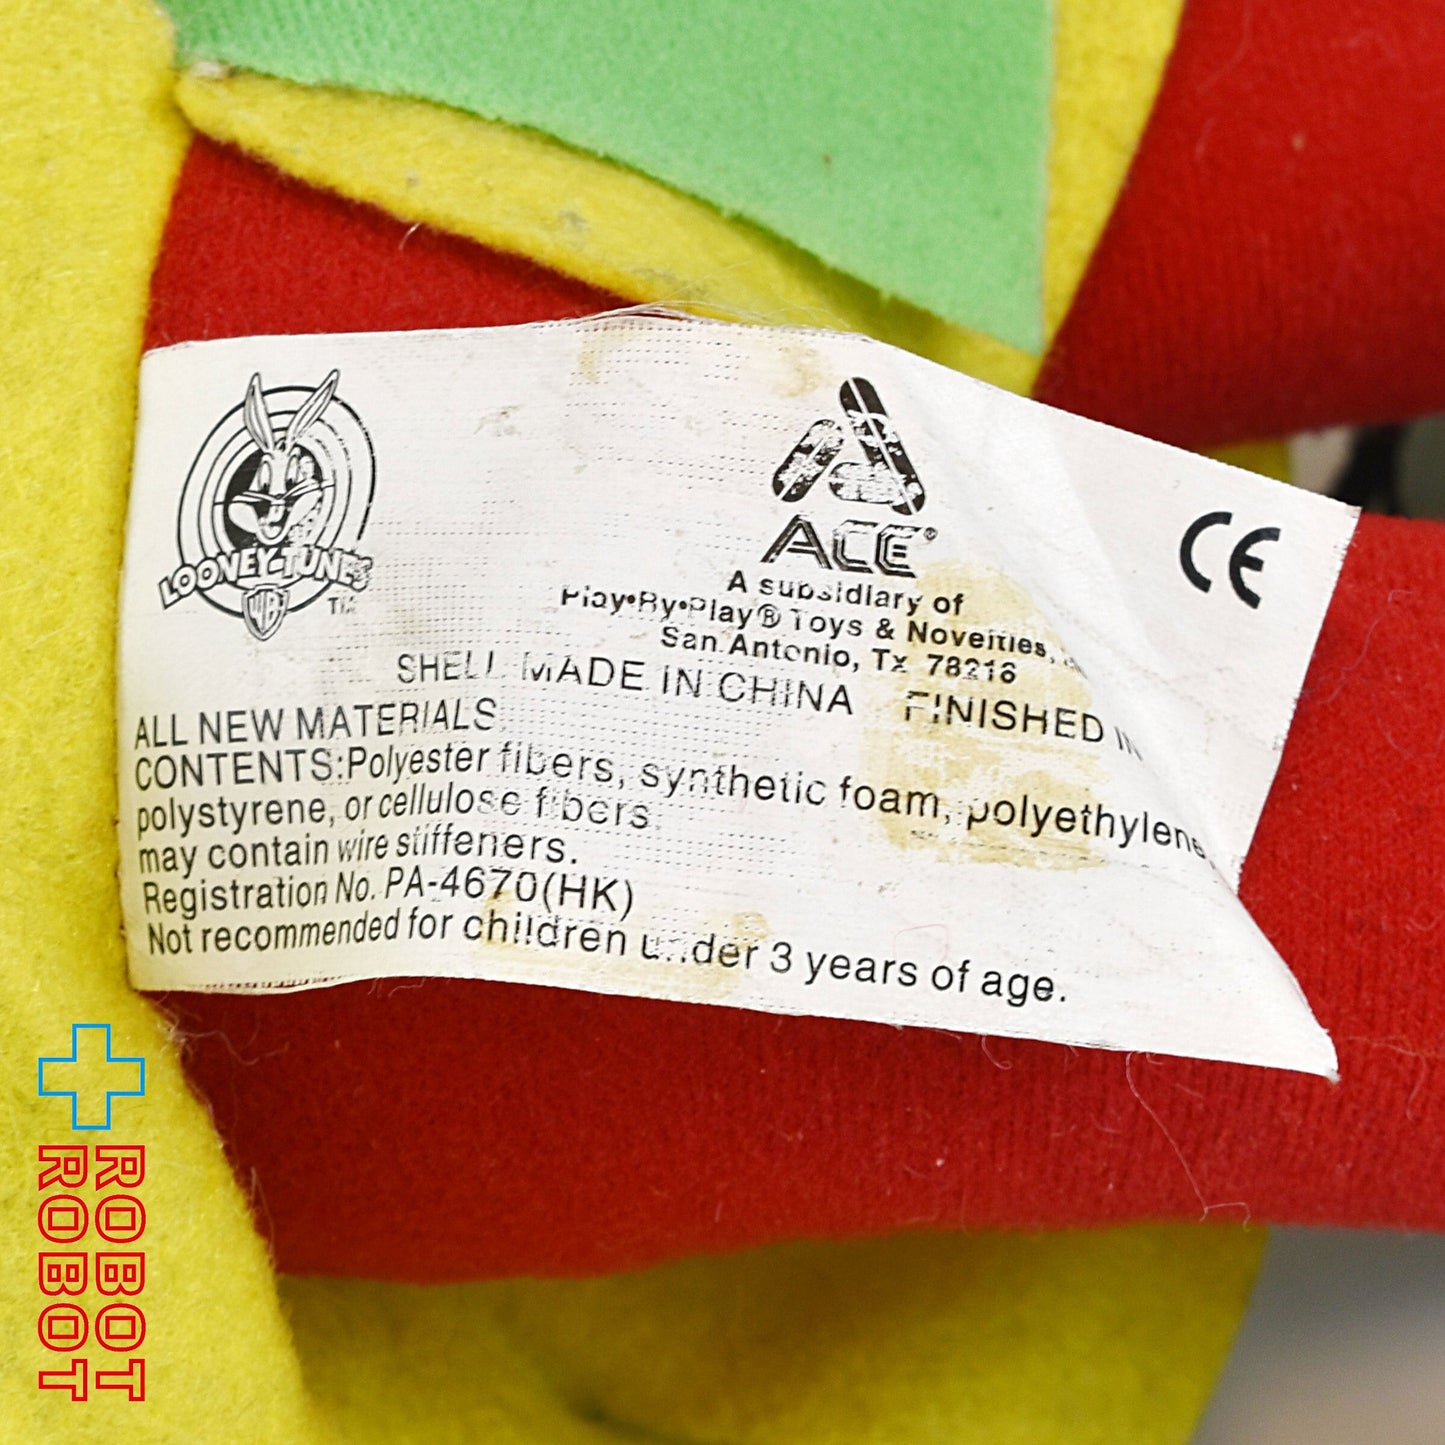 LOONEY TUNES
WB
TM
ACE®
CE
A subsidiary of
Play•By•Play® Toys & Novelties,
San Antonio, Tx 78216
SHELL MADE IN CHINA FINISHED IN
ALL NEW MATERIALS
CONTENTS:Polyester fibers, synthetic foam, polyethylene,
polystyrene, or cellulose fibers.
may contain wire stiffeners.
Registration No. PA-4670(HK)
Not recommended for children under 3 years of age.
ROBOT
ROBOT